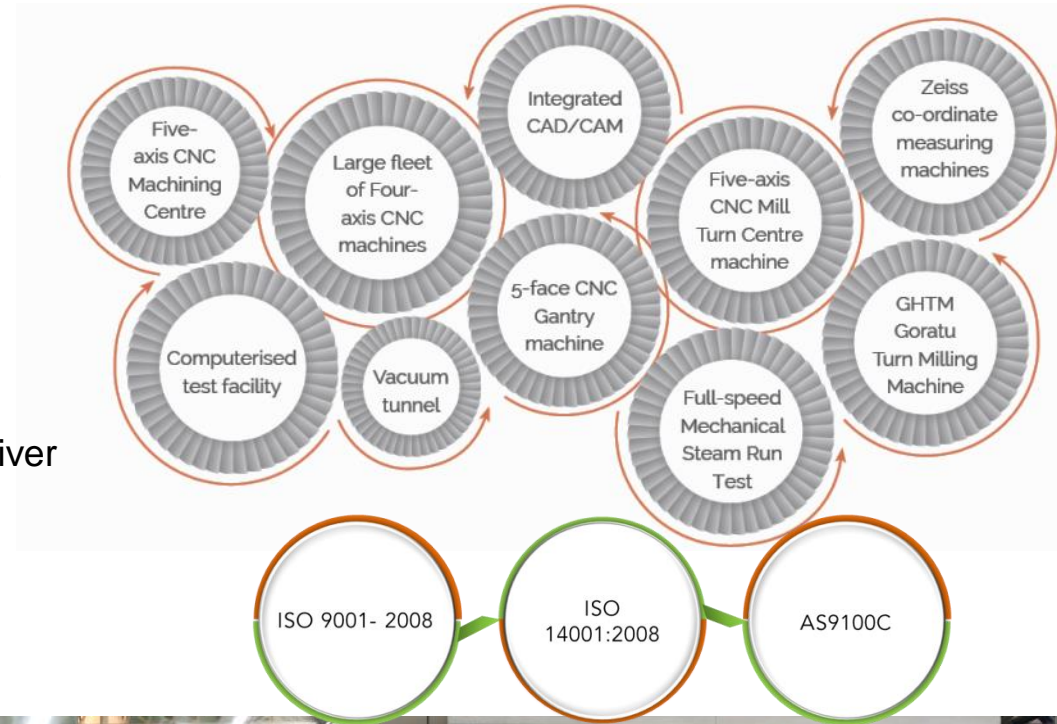 Five-
axis CNC
Machining
Centre
Large fleet
of Four-
axis CNC
machines
Integrated
CAD/CAM
Five-axis
CNC Mill
Turn Centre
machine
Zeiss
co-ordinate
measuring
machines
Computerised
test facility
Vacuum
tunnel
5-face CNC
Gantry
machine
Full-speed
Mechanical
Steam Run
Test
GHTM
Goratu
Turn Milling
Machine
iver
ISO 9001- 2008
ISO
14001:2008
AS9100C